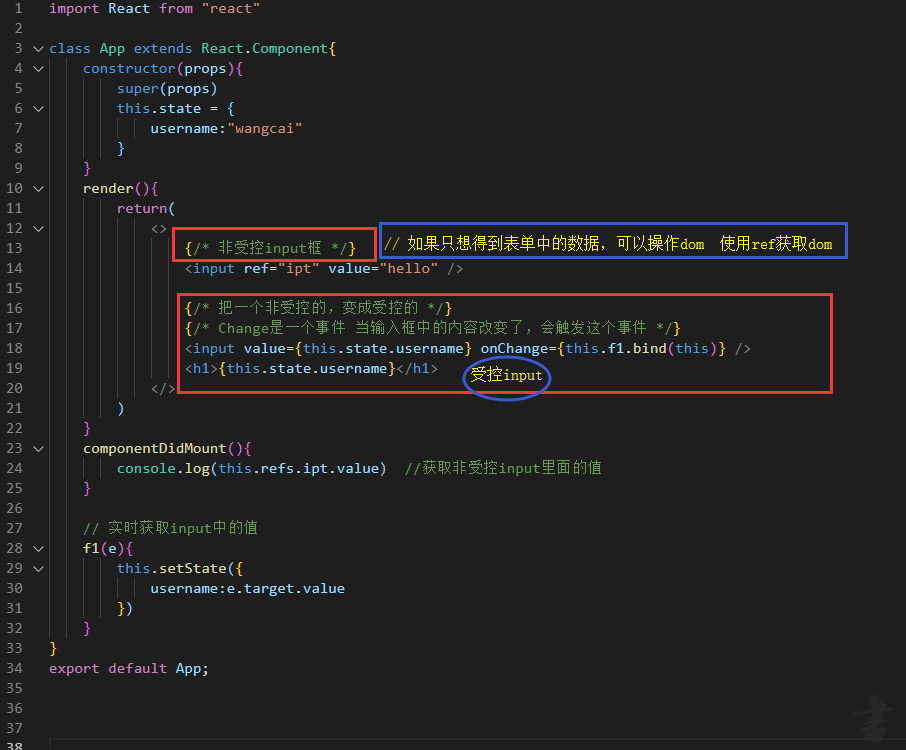 1 import React from "react"
2
3 class App extends React.Component{
4 constructor(props){
5 super(props)
6 this.state = {
7 username:"wangcai"
8 }
9 }
10 render(){
11 return(
12 <>
13 {/* 非受控input框 */} // 如果只想得到表单中的数据，可以操作dom 使用ref获取dom
14 <input ref="ipt" value="hello" />
15
16 {/* 把一个非受控的，变成受控的 */}
17 {/* Change是一个事件 当输入框中的内容改变了，会触发这个事件 */}
18 <input value={this.state.username} onChange={this.f1.bind(this)} />
19 <h1>{this.state.username}</h1> 受控input
20 </>
21 )
22 }
23 componentDidMount(){
24 console.log(this.refs.ipt.value) //获取非受控input里面的值
25 }
26
27 // 实时获取input中的值
28 f1(e){
29 this.setState({
30 username:e.target.value
31 })
32 }
33 }
34 export default App;
35
36
37
38
書